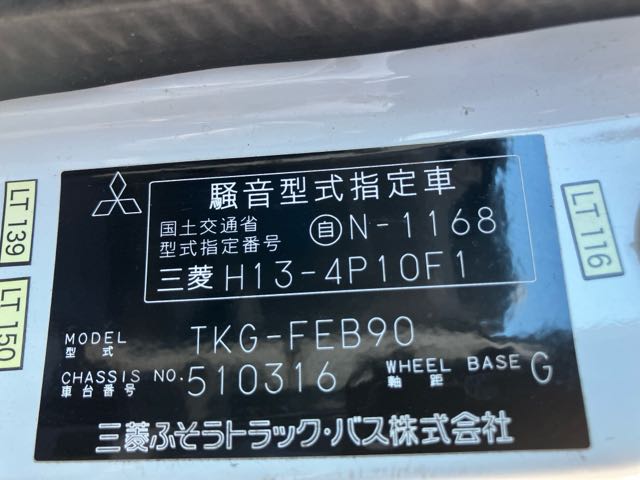 騒音型式指定車
国土交通省
型式指定番号
自 N-1168
三菱 H13-4P10F1
MODEL
型式
TKG-FEB90
CHASSIS NO.
車台番号
510316
WHEEL BASE
軸距
G
三菱ふそうトラック・バス株式会社
LT 139
LT 150
LT 116